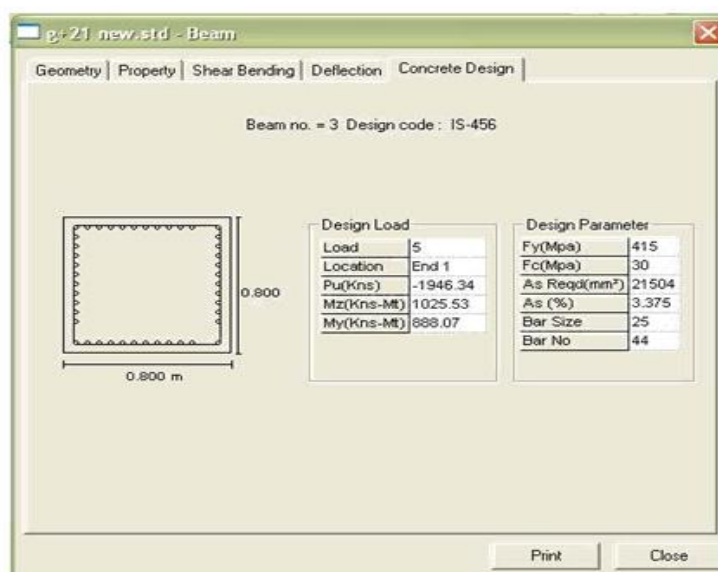 g+21 new.std - Beam
Geometry Property Shear Bending Deflection Concrete Design
Beam no. = 3 Design code : IS-456
0.800
0.800 m
Design Load
Load 5
Location End 1
Pu(Kns) -1946.34
Mz(Kns-Mt) 1025.53
My(Kns-Mt) 888.07
Design Parameter
Fy(Mpa) 415
Fc(Mpa) 30
As Reqd(mm²) 21504
As (%) 3.375
Bar Size 25
Bar No 44
Print Close